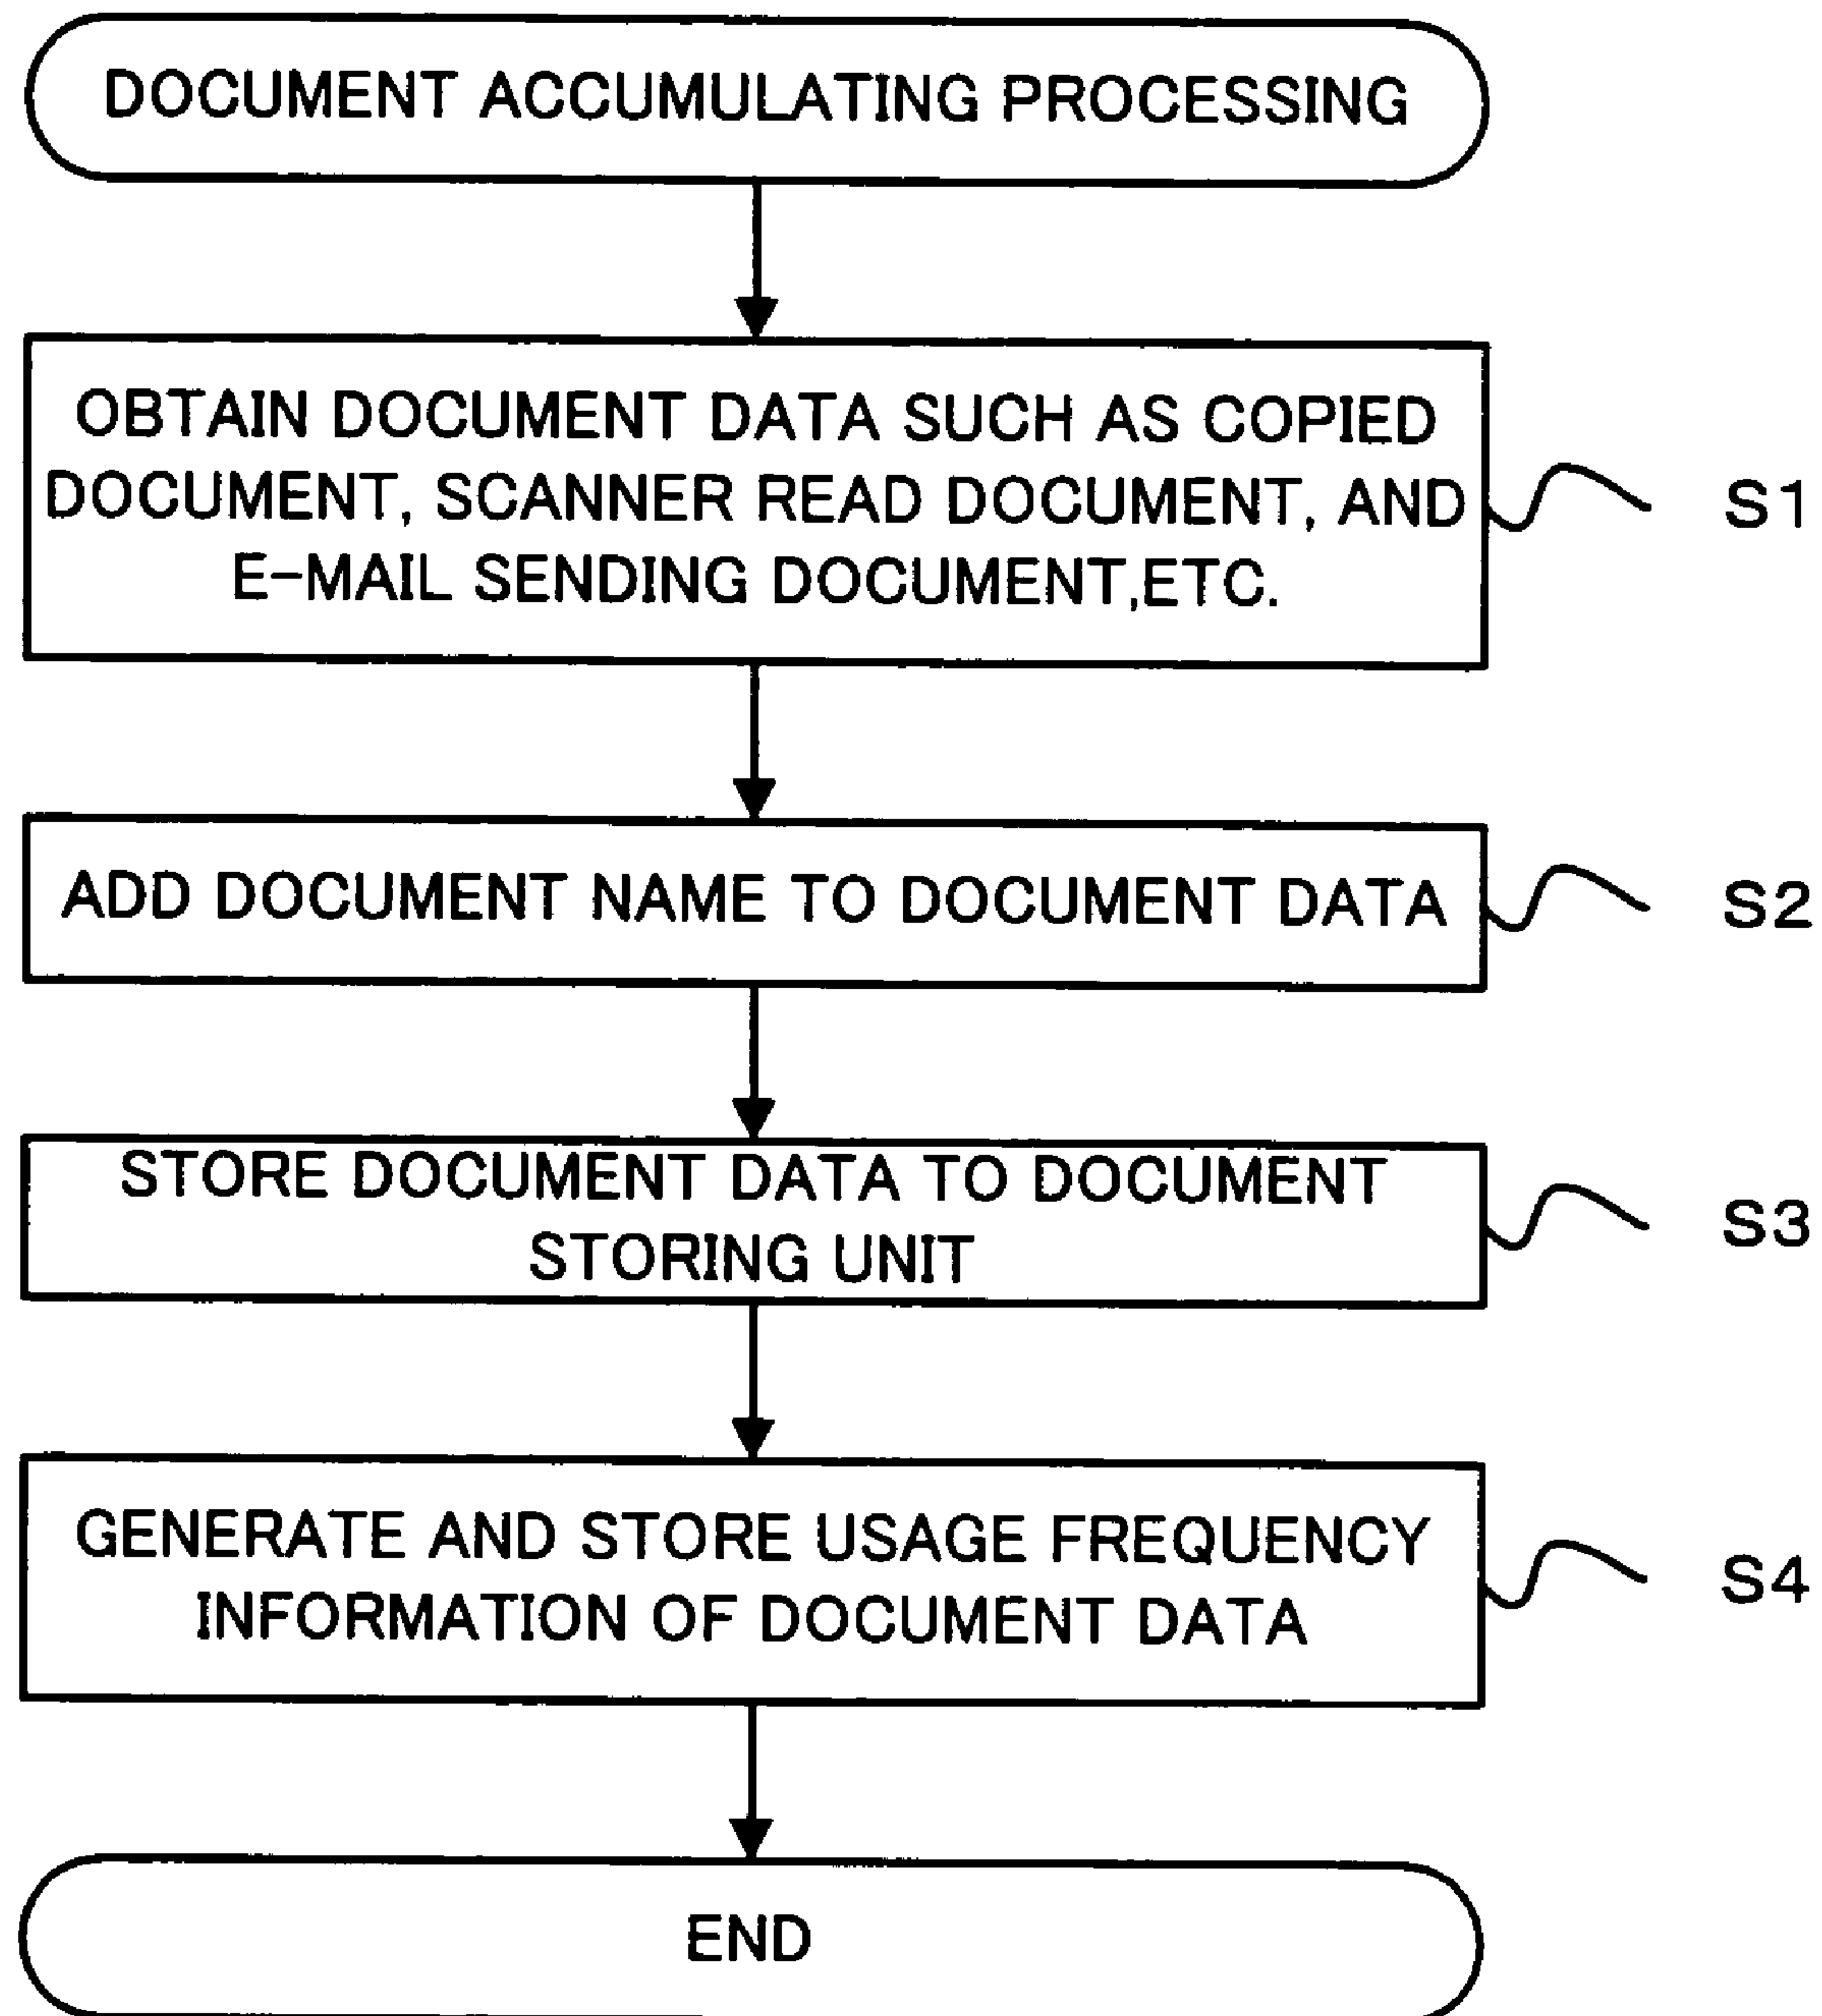 DOCUMENT ACCUMULATING PROCESSING
OBTAIN DOCUMENT DATA SUCH AS COPIED
DOCUMENT, SCANNER READ DOCUMENT, AND
E-MAIL SENDING DOCUMENT,ETC.
S1
ADD DOCUMENT NAME TO DOCUMENT DATA
S2
STORE DOCUMENT DATA TO DOCUMENT
STORING UNIT
S3
GENERATE AND STORE USAGE FREQUENCY
INFORMATION OF DOCUMENT DATA
S4
END